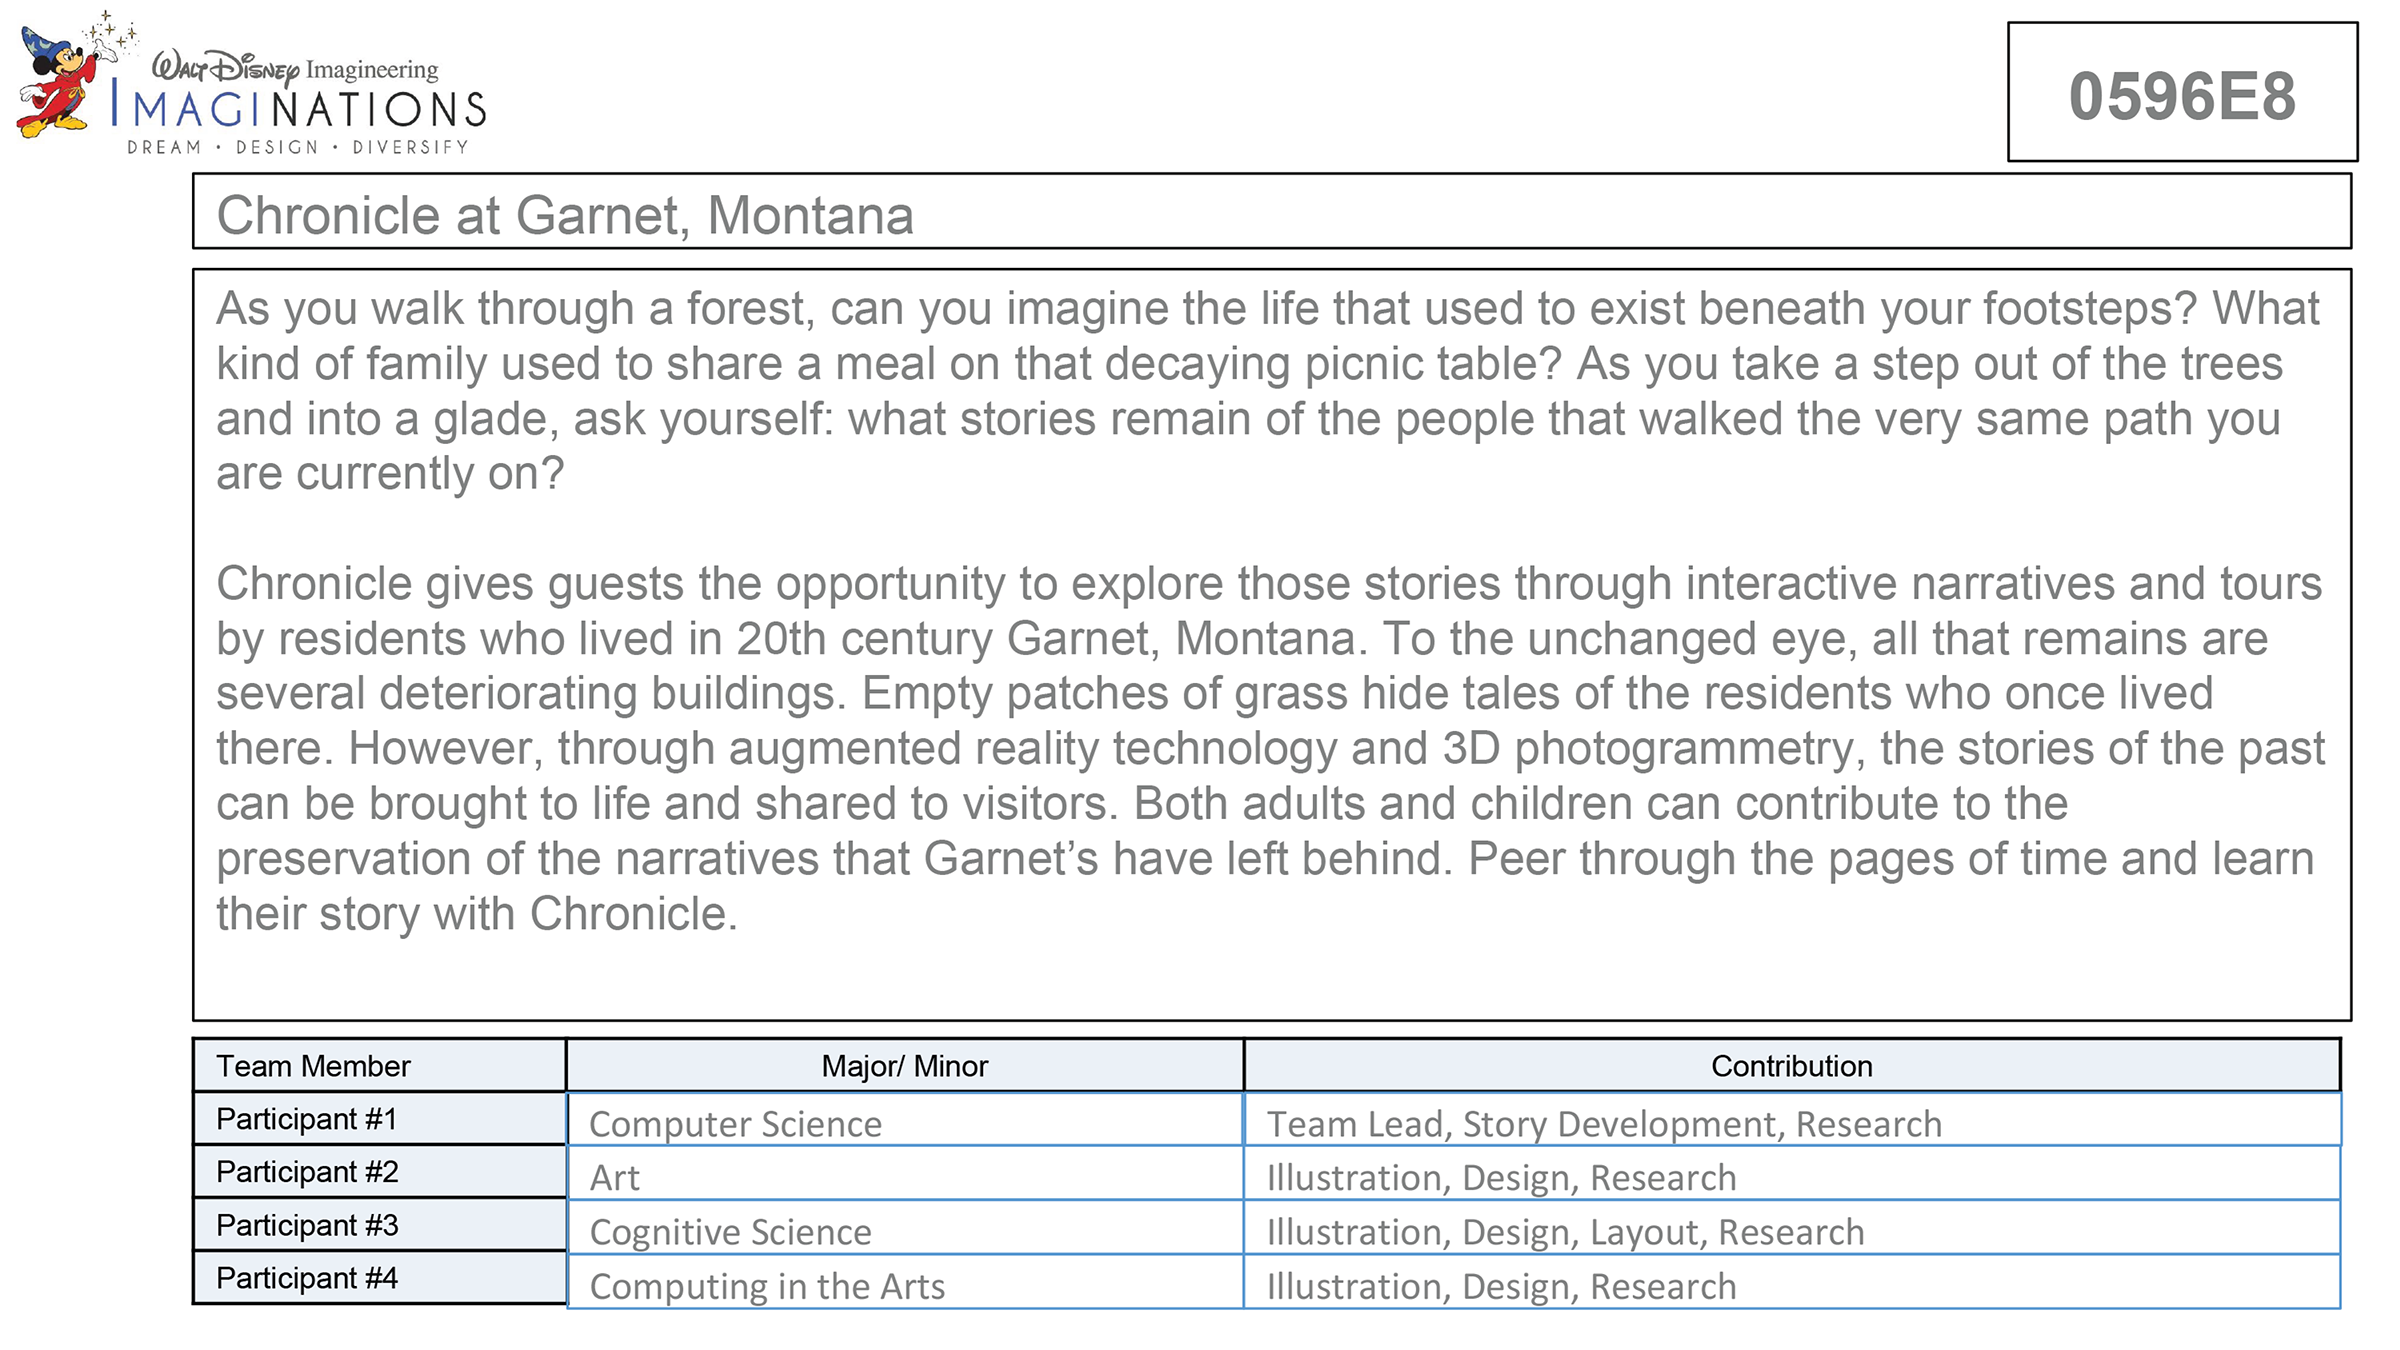 WALT DISNEY Imagineering
IMAGINATIONS
DREAM • DESIGN • DIVERSIFY
0596E8
Chronicle at Garnet, Montana
As you walk through a forest, can you imagine the life that used to exist beneath your footsteps? What
kind of family used to share a meal on that decaying picnic table? As you take a step out of the trees
and into a glade, ask yourself: what stories remain of the people that walked the very same path you
are currently on?
Chronicle gives guests the opportunity to explore those stories through interactive narratives and tours
by residents who lived in 20th century Garnet, Montana. To the unchanged eye, all that remains are
several deteriorating buildings. Empty patches of grass hide tales of the residents who once lived
there. However, through augmented reality technology and 3D photogrammetry, the stories of the past
can be brought to life and shared to visitors. Both adults and children can contribute to the
preservation of the narratives that Garnet’s have left behind. Peer through the pages of time and learn
their story with Chronicle.
Team Member Major/ Minor Contribution
Participant #1 Computer Science Team Lead, Story Development, Research
Participant #2 Art Illustration, Design, Research
Participant #3 Cognitive Science Illustration, Design, Layout, Research
Participant #4 Computing in the Arts Illustration, Design, Research